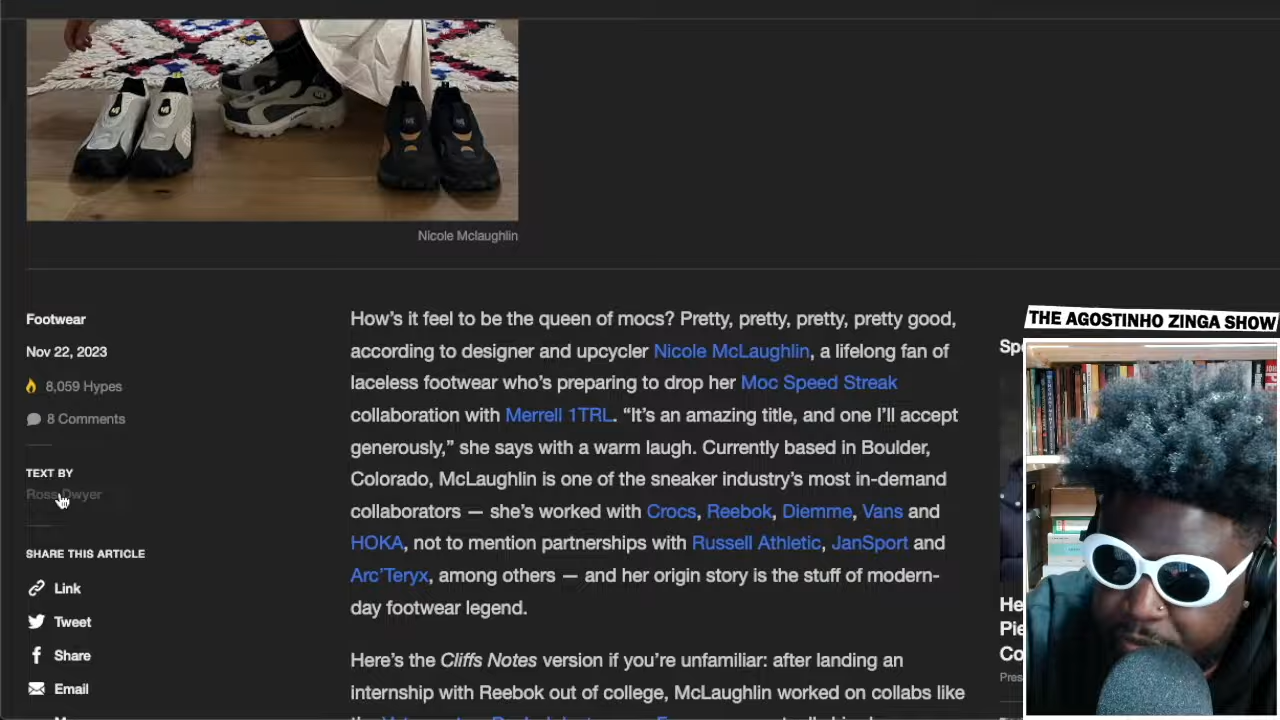 Nicole Mclaughlin
Footwear
Nov 22, 2023
8,059 Hypes
8 Comments
TEXT BY
Ross Dwyer
SHARE THIS ARTICLE
Link
Tweet
Share
Email
How’s it feel to be the queen of mocs? Pretty, pretty, pretty, pretty good,
according to designer and upcycler Nicole McLaughlin, a lifelong fan of
laceless footwear who’s preparing to drop her Moc Speed Streak
collaboration with Merrell 1TRL. “It’s an amazing title, and one I’ll accept
generously,” she says with a warm laugh. Currently based in Boulder,
Colorado, McLaughlin is one of the sneaker industry’s most in-demand
collaborators — she’s worked with Crocs, Reebok, Diemme, Vans and
HOKA, not to mention partnerships with Russell Athletic, JanSport and
Arc’Teryx, among others — and her origin story is the stuff of modern-
day footwear legend.
Here’s the Cliffs Notes version if you’re unfamiliar: after landing an
internship with Reebok out of college, McLaughlin worked on collabs like
THE AGOSTINHO ZINGA SHOW